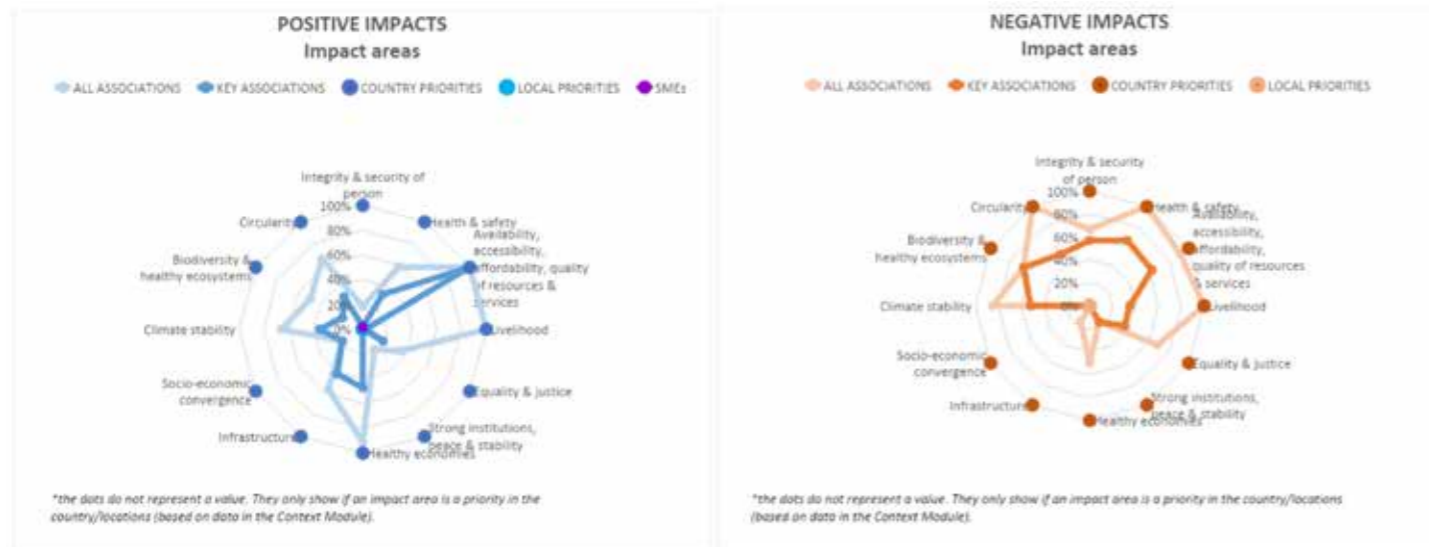 POSITIVE IMPACTS
Impact areas
ALL ASSOCIATIONS KEY ASSOCIATIONS COUNTRY PRIORITIES LOCAL PRIORITIES SMEs
Integrity & security of
person
100%
80%
60%
40%
20%
0%
Health & safety
Availability,
accessibility,
affordability, quality
of resources &
services
Livelihood
Equality & justice
Strong institutions,
peace & stability
Healthy economies
Infrastructure
Socio-economic
convergence
Climate stability
Biodiversity &
healthy ecosystems
Circularity
*the dots do not represent a value. They only show if an impact area is a priority in the
country/locations (based on data in the Context Module).
NEGATIVE IMPACTS
Impact areas
ALL ASSOCIATIONS KEY ASSOCIATIONS COUNTRY PRIORITIES LOCAL PRIORITIES
Integrity & security
of person
100%
80%
60%
40%
20%
0%
Health & safety
Availability,
accessibility,
affordability,
quality of resources
& services
Livelihood
Equality & justice
Strong institutions,
peace & stability
Healthy economies
Infrastructure
Socio-economic
convergence
Climate stability
Biodiversity &
healthy ecosystems
Circularity
*the dots do not represent a value. They only show if an impact area is a priority in the country/locations
(based on data in the Context Module).